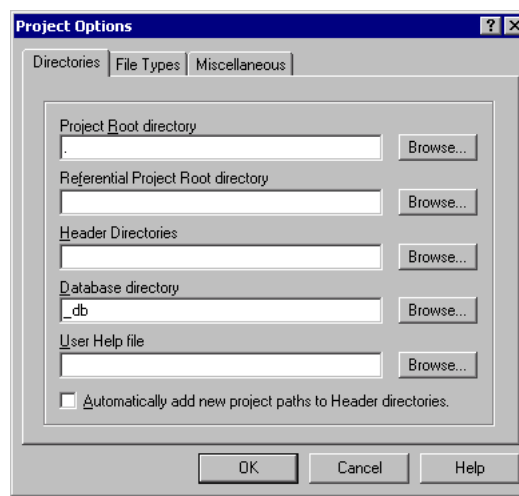 Project Options
Directories File Types Miscellaneous
Project Root directory
. Browse...
Referential Project Root directory
Browse...
Header Directories
Browse...
Database directory
_db Browse...
User Help file
Browse...
Automatically add new project paths to Header directories.
OK Cancel Help